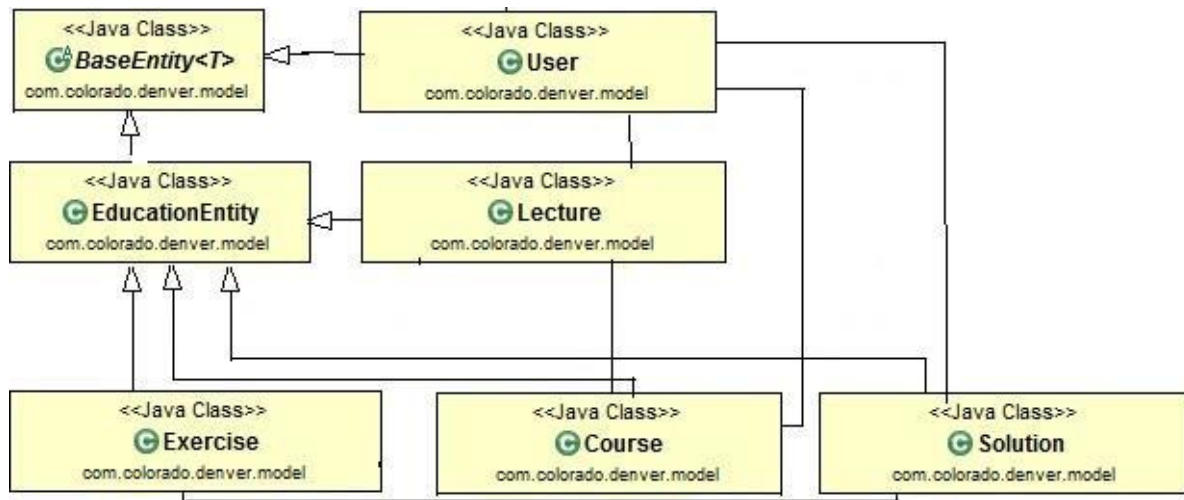 <<Java Class>>
BaseEntity<T>
com.colorado.denver.model
<<Java Class>>
User
com.colorado.denver.model
<<Java Class>>
EducationEntity
com.colorado.denver.model
<<Java Class>>
Lecture
com.colorado.denver.model
<<Java Class>>
Exercise
com.colorado.denver.model
<<Java Class>>
Course
com.colorado.denver.model
<<Java Class>>
Solution
com.colorado.denver.model